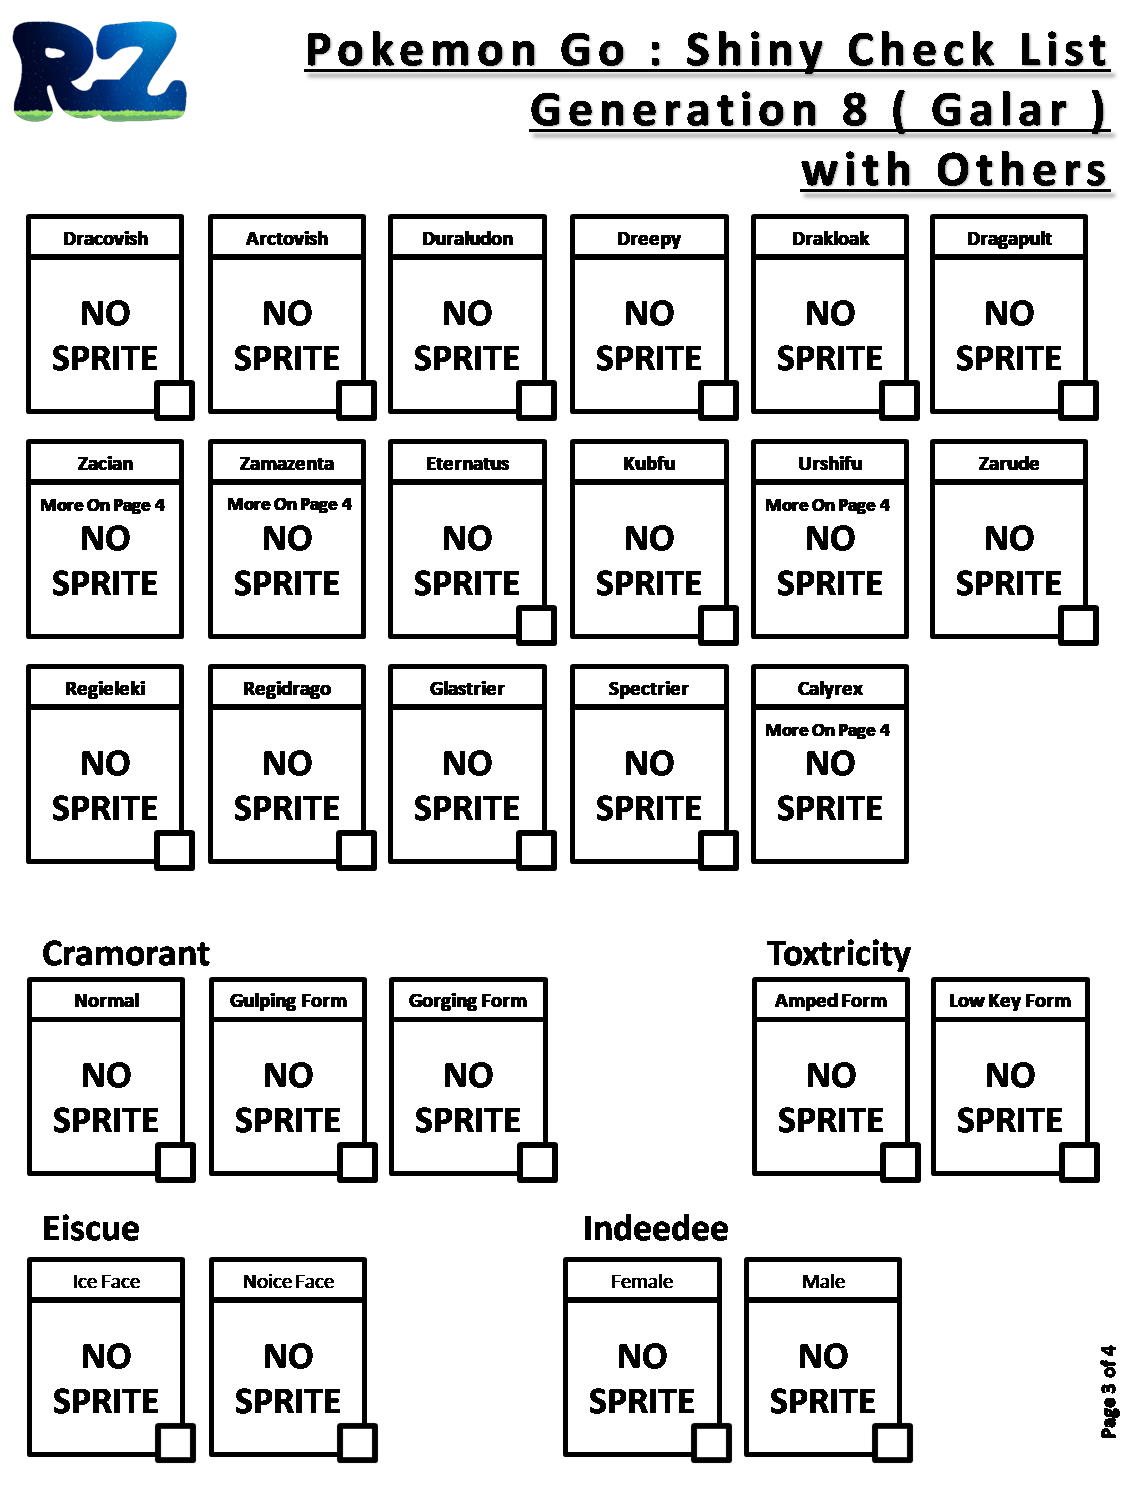 RZ
Pokemon Go : Shiny Check List
Generation 8 ( Galar )
with Others
Dracovish
NO
SPRITE
Arctovish
NO
SPRITE
Duraludon
NO
SPRITE
Dreepy
NO
SPRITE
Drakloak
NO
SPRITE
Dragapult
NO
SPRITE
Zacian
More On Page 4
NO
SPRITE
Zamazenta
More On Page 4
NO
SPRITE
Eternatus
NO
SPRITE
Kubfu
NO
SPRITE
Urshifu
More On Page 4
NO
SPRITE
Zarude
NO
SPRITE
Regieleki
NO
SPRITE
Regidrago
NO
SPRITE
Glastrier
NO
SPRITE
Spectrier
NO
SPRITE
Calyrex
More On Page 4
NO
SPRITE
Cramorant
Normal
NO
SPRITE
Gulping Form
NO
SPRITE
Gorging Form
NO
SPRITE
Toxtricity
Amped Form
NO
SPRITE
Low Key Form
NO
SPRITE
Eiscue
Ice Face
NO
SPRITE
Noice Face
NO
SPRITE
Indeedee
Female
NO
SPRITE
Male
NO
SPRITE
Page 3 of 4